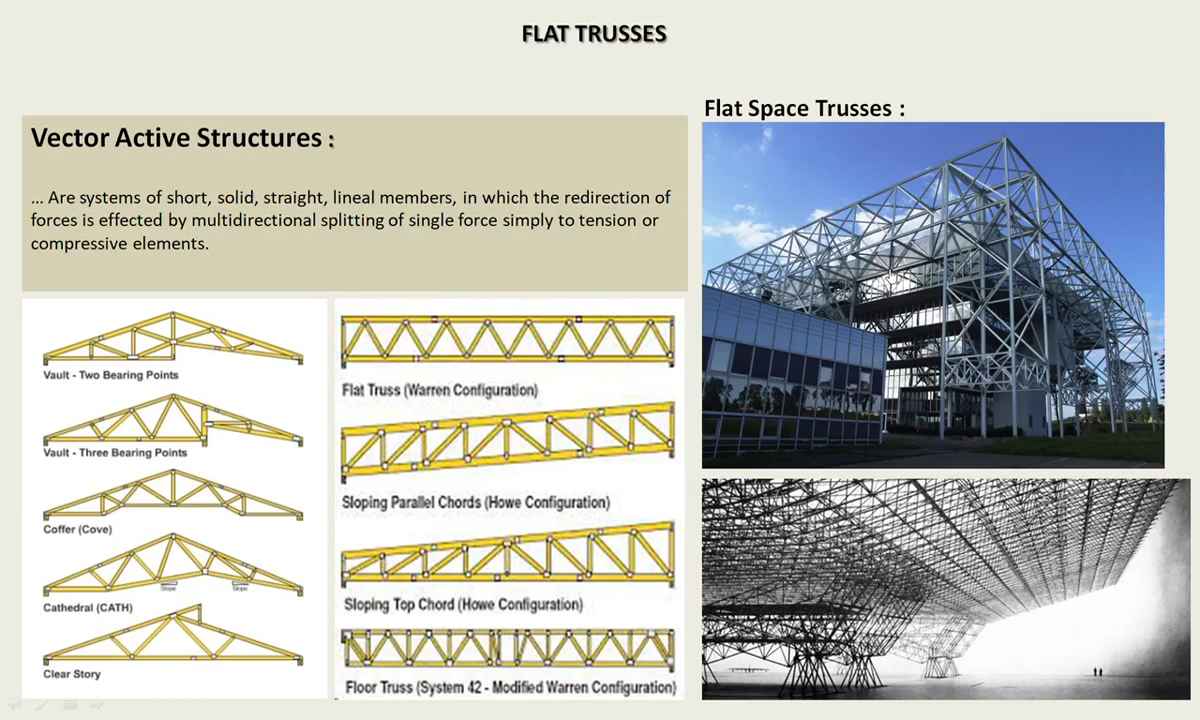 FLAT TRUSSES
Vector Active Structures :
... Are systems of short, solid, straight, lineal members, in which the redirection of
forces is effected by multidirectional splitting of single force simply to tension or
compressive elements.
Vault - Two Bearing Points
Vault - Three Bearing Points
Coffer (Cove)
Slope
Slope
Cathedral (CATH)
Clear Story
Flat Truss (Warren Configuration)
Sloping Parallel Chords (Howe Configuration)
Sloping Top Chord (Howe Configuration)
Floor Truss (System 42 - Modified Warren Configuration)
Flat Space Trusses :